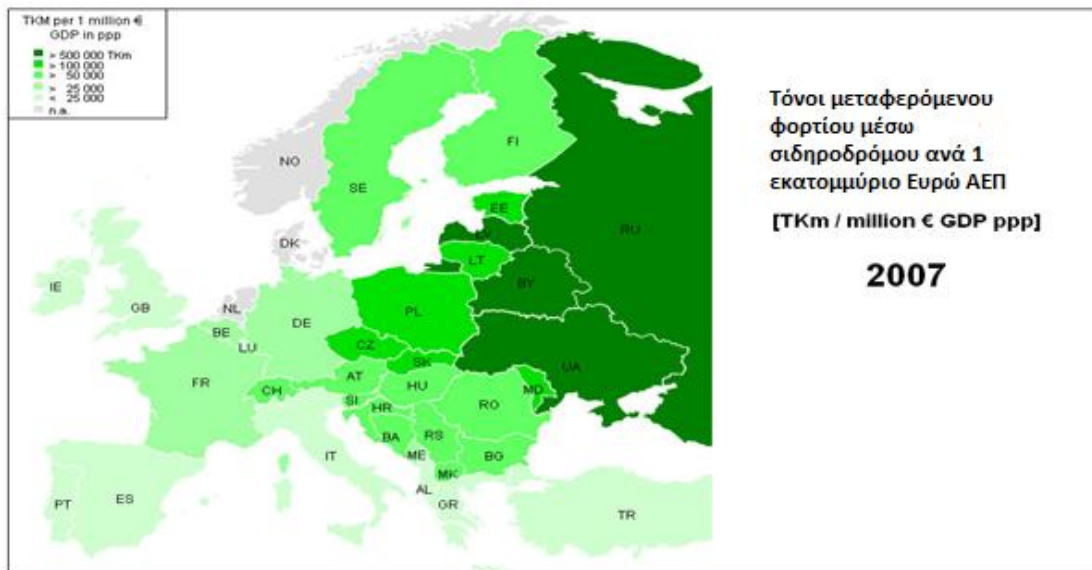 TKM per 1 million €
GDP in ppp
> 500 000 TKm
> 100 000
> 50 000
> 25 000
< 25 000
n.a.
Τόνοι μεταφερόμενου
φορτίου μέσω
σιδηροδρόμου ανά 1
εκατομμύριο Ευρώ ΑΕΠ
[TKm / million € GDP ppp]
2007
NO
SE
FI
RU
EE
LV
LT
DK
BY
IE
GB
NL
DE
PL
BE
LU
CZ
SK
UA
FR
CH
AT
HU
MD
SI
HR
RO
BA
RS
IT
ME
BG
MK
AL
PT
ES
GR
TR